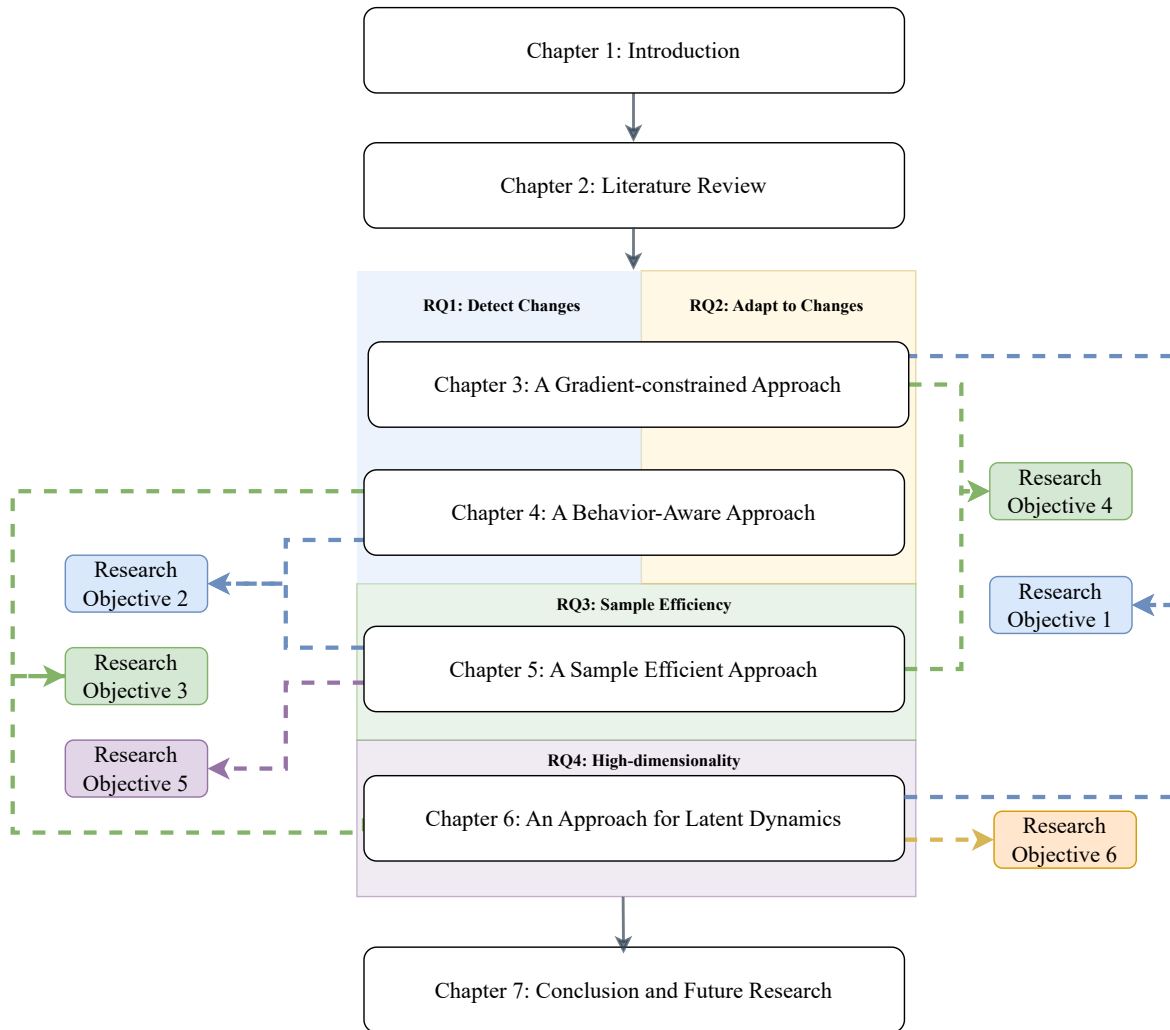 Chapter 1: Introduction
Chapter 2: Literature Review
RQ1: Detect Changes
RQ2: Adapt to Changes
Chapter 3: A Gradient-constrained Approach
Research
Objective 4
Chapter 4: A Behavior-Aware Approach
Research
Objective 2
Research
Objective 1
RQ3: Sample Efficiency
Chapter 5: A Sample Efficient Approach
Research
Objective 3
Research
Objective 5
RQ4: High-dimensionality
Chapter 6: An Approach for Latent Dynamics
Research
Objective 6
Chapter 7: Conclusion and Future Research